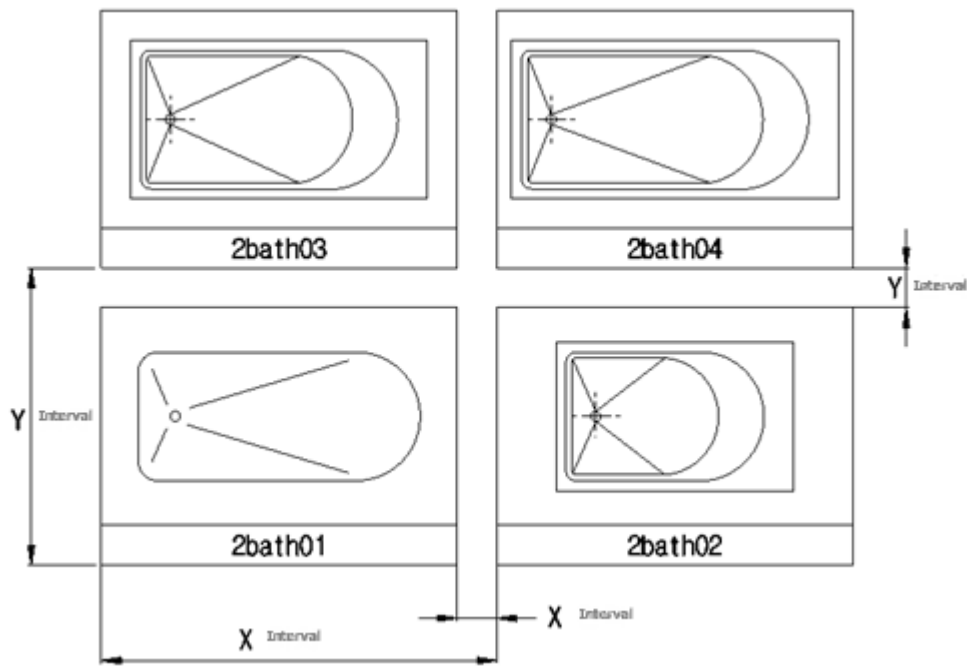 2bath03
2bath04
Y Interval
Y Interval
2bath01
2bath02
X Interval
X Interval